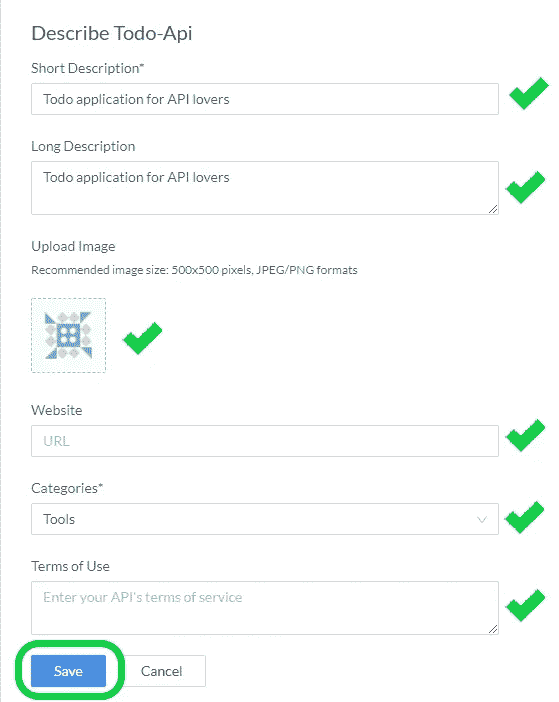 Describe Todo-Api
Short Description*
Todo application for API lovers
Long Description
Todo application for API lovers
Upload Image
Recommended image size: 500x500 pixels, JPEG/PNG formats
Website
URL
Categories*
Tools
Terms of Use
Enter your API's terms of service
Save Cancel